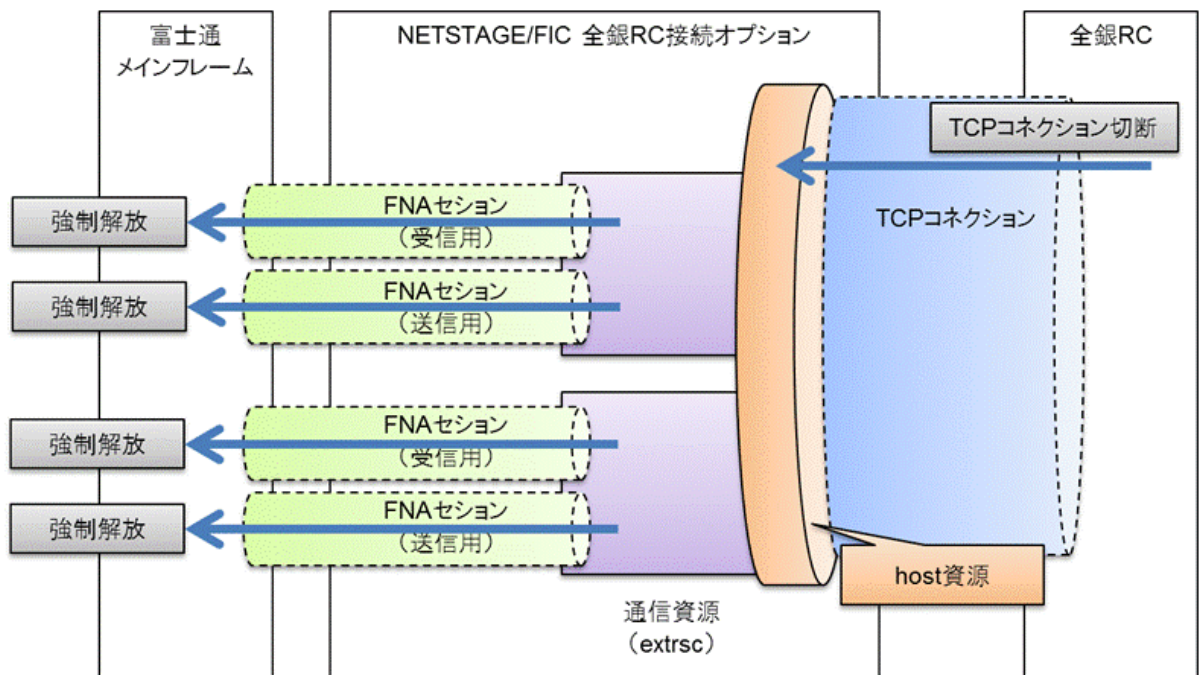 富士通
メインフレーム
NETSTAGE/FIC 全銀RC接続オプション
全銀RC
TCPコネクション切断
TCPコネクション
強制解放
FNAセション
（受信用）
強制解放
FNAセション
（送信用）
強制解放
FNAセション
（受信用）
強制解放
FNAセション
（送信用）
host資源
通信資源
（extrsc）